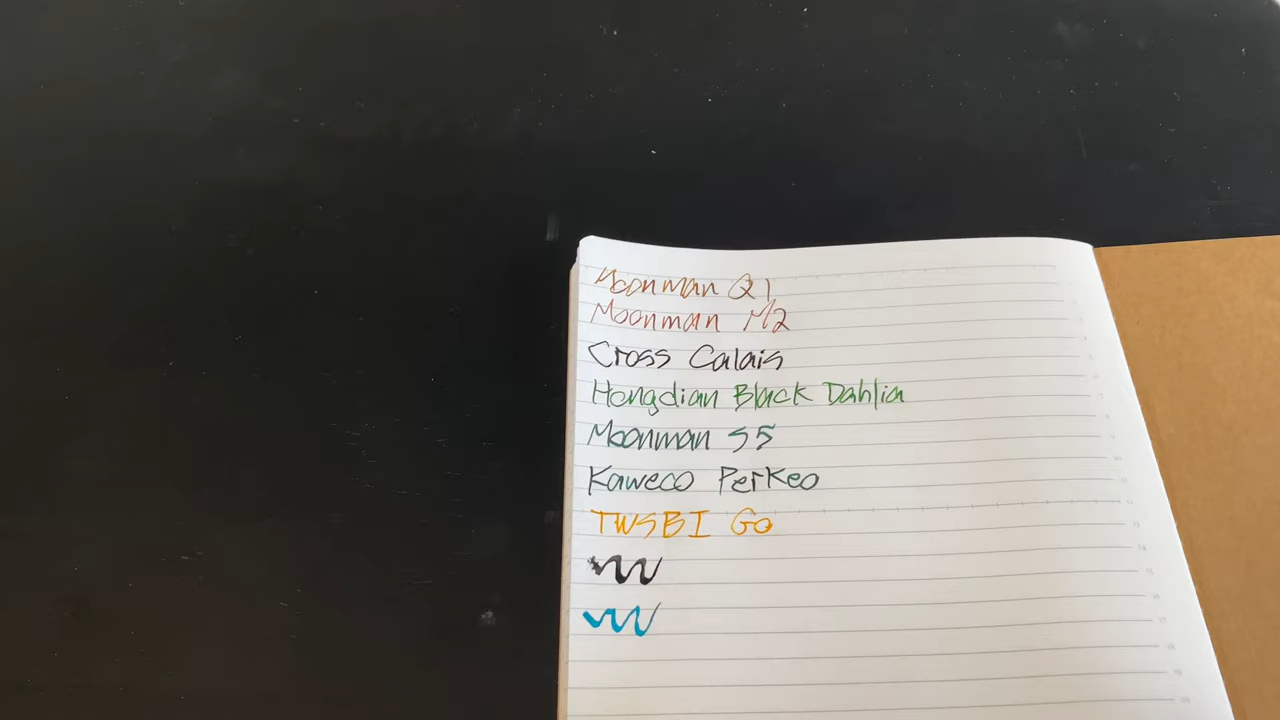 Moonman Q1
Moonman M2
Cross Calais
Hongdian Black Dahlia
Moonman S5
Kaweco Perkeo
TWSBI Go